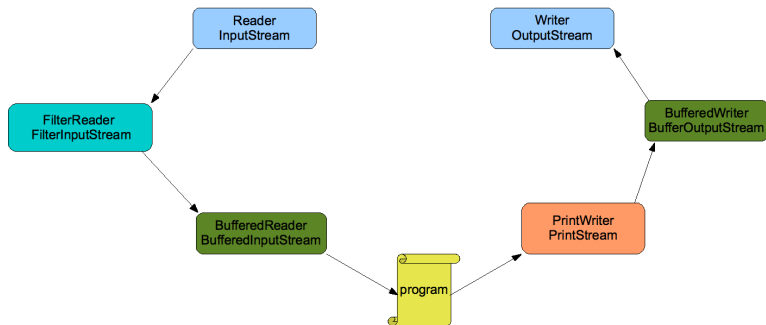 Reader
InputStream
Writer
OutputStream
FilterReader
FilterInputStream
BufferedWriter
BufferOutputStream
BufferedReader
BufferedInputStream
PrintWriter
PrintStream
program